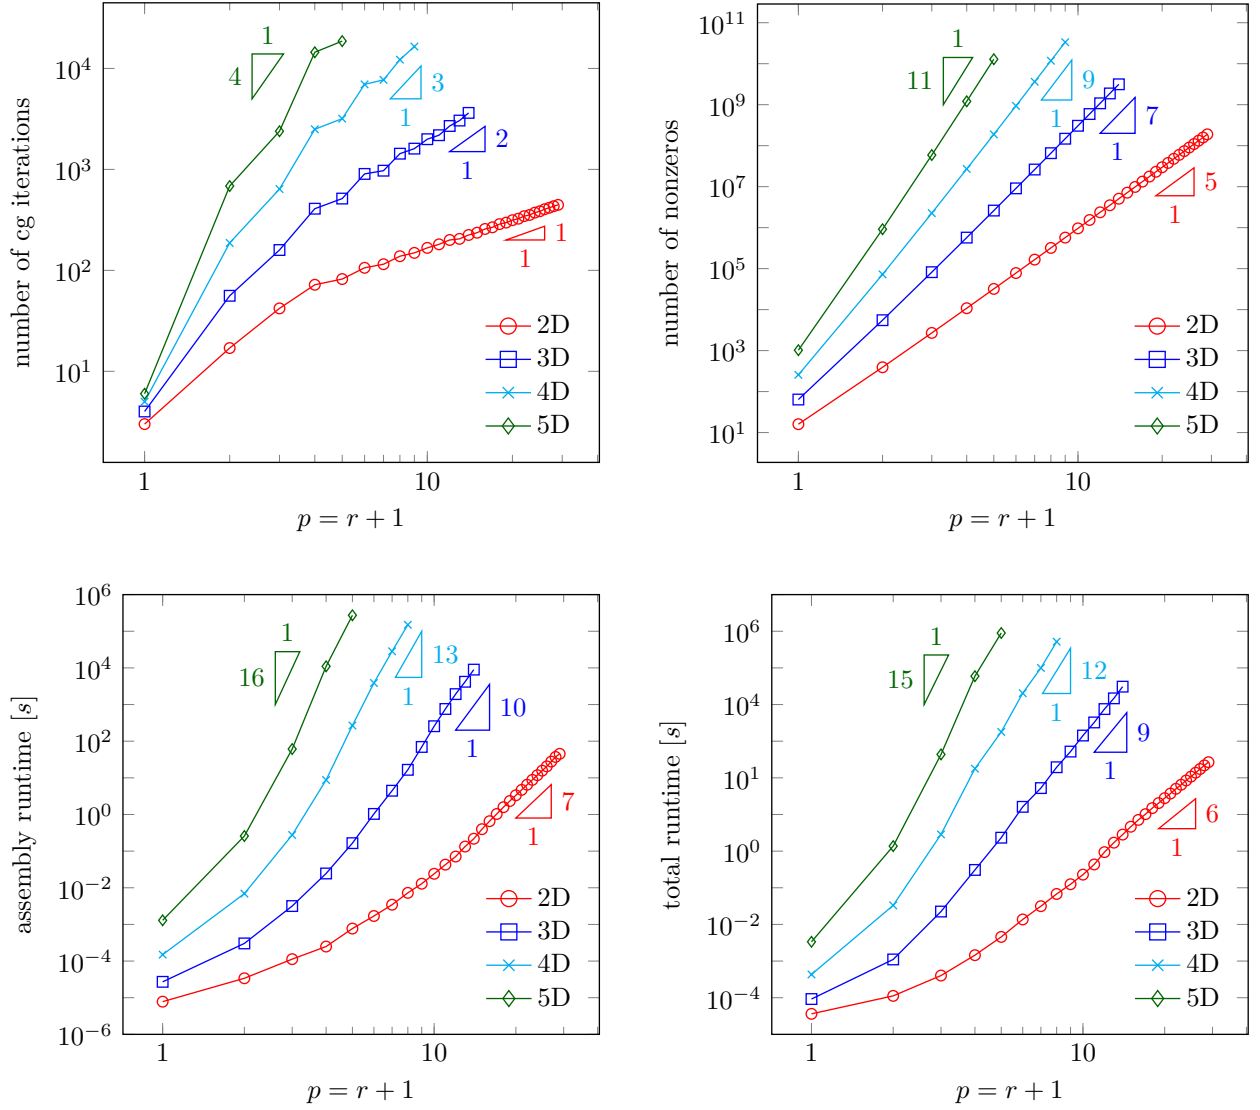 number of cg iterations
10^4
10^3
10^2
10^1
1
4
3
1
2
1
1
1
2D
3D
4D
5D
1
10
p = r + 1
number of nonzeros
10^11
10^9
10^7
10^5
10^3
10^1
1
11
9
1
7
1
5
1
2D
3D
4D
5D
1
10
p = r + 1
assembly runtime [s]
10^6
10^4
10^2
10^0
10^−2
10^−4
10^−6
1
16
13
1
10
1
7
1
2D
3D
4D
5D
1
10
p = r + 1
total runtime [s]
10^6
10^4
10^1
10^0
10^−2
10^−4
1
15
12
1
9
1
6
1
2D
3D
4D
5D
1
10
p = r + 1